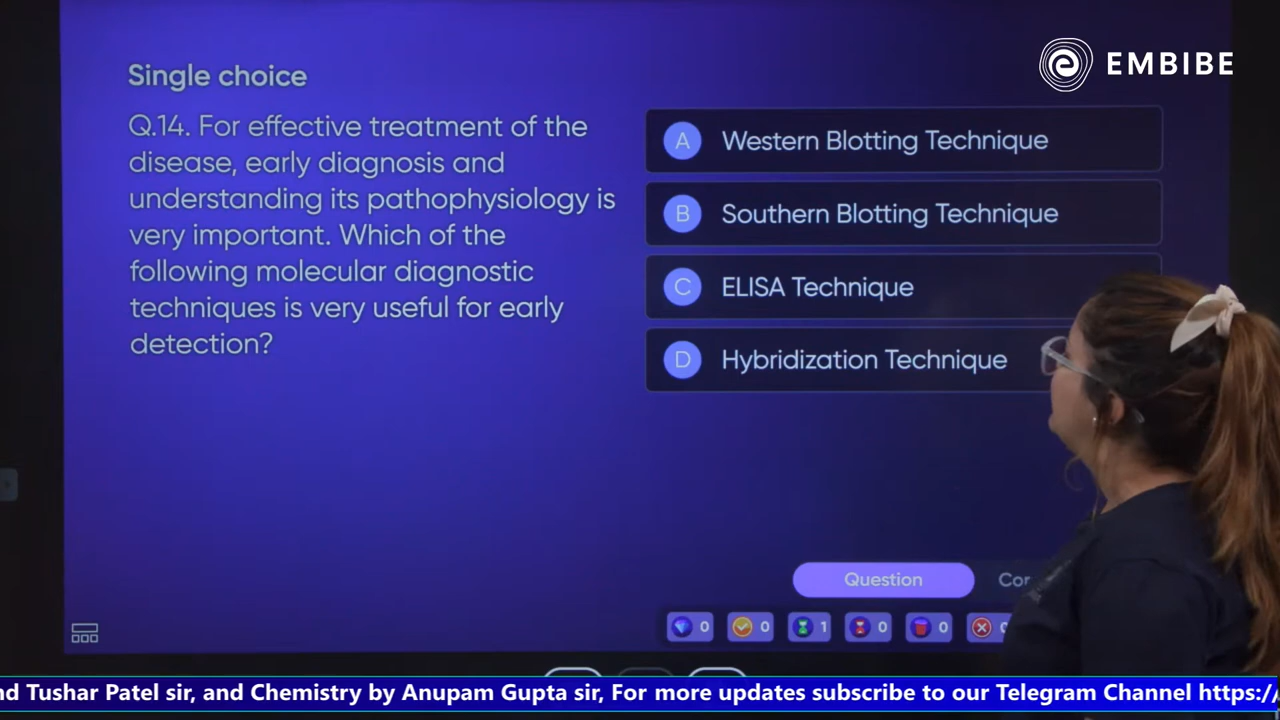 EMBIBE
Single choice
Q.14. For effective treatment of the
disease, early diagnosis and
understanding its pathophysiology is
very important. Which of the
following molecular diagnostic
techniques is very useful for early
detection?
A Western Blotting Technique
B Southern Blotting Technique
C ELISA Technique
D Hybridization Technique
Question
0 0 1 0 0
Tushar Patel sir, and Chemistry by Anupam Gupta sir, For more updates subscribe to our Telegram Channel https:/